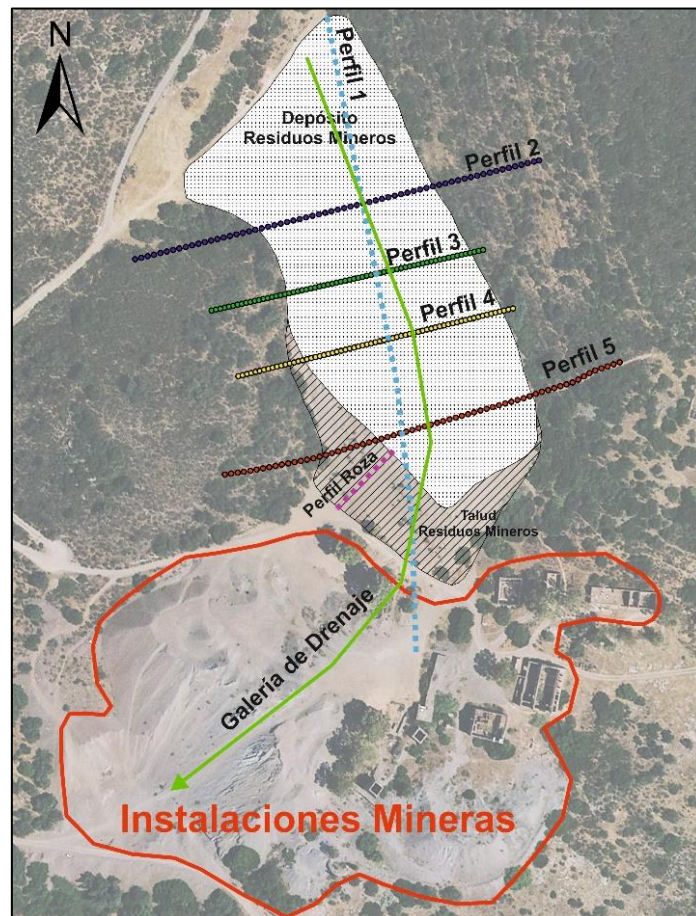 N
Perfil 1
Depósito
Residuos Mineros
Perfil 2
Perfil 3
Perfil 4
Perfil 5
Perfil Roza
Talud
Residuos Mineros
Galería de Drenaje
Instalaciones Mineras